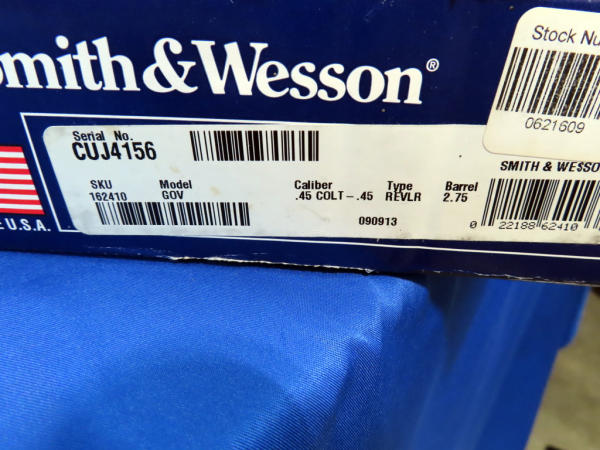 Smith & Wesson®
Stock Nu
0621609
Serial No.
CUJ4156
SMITH & WESSO
SKU Model Caliber Type Barrel
162410 GOV .45 COLT - .45 REVLR 2.75
090913
0 22188 62410
U.S.A.